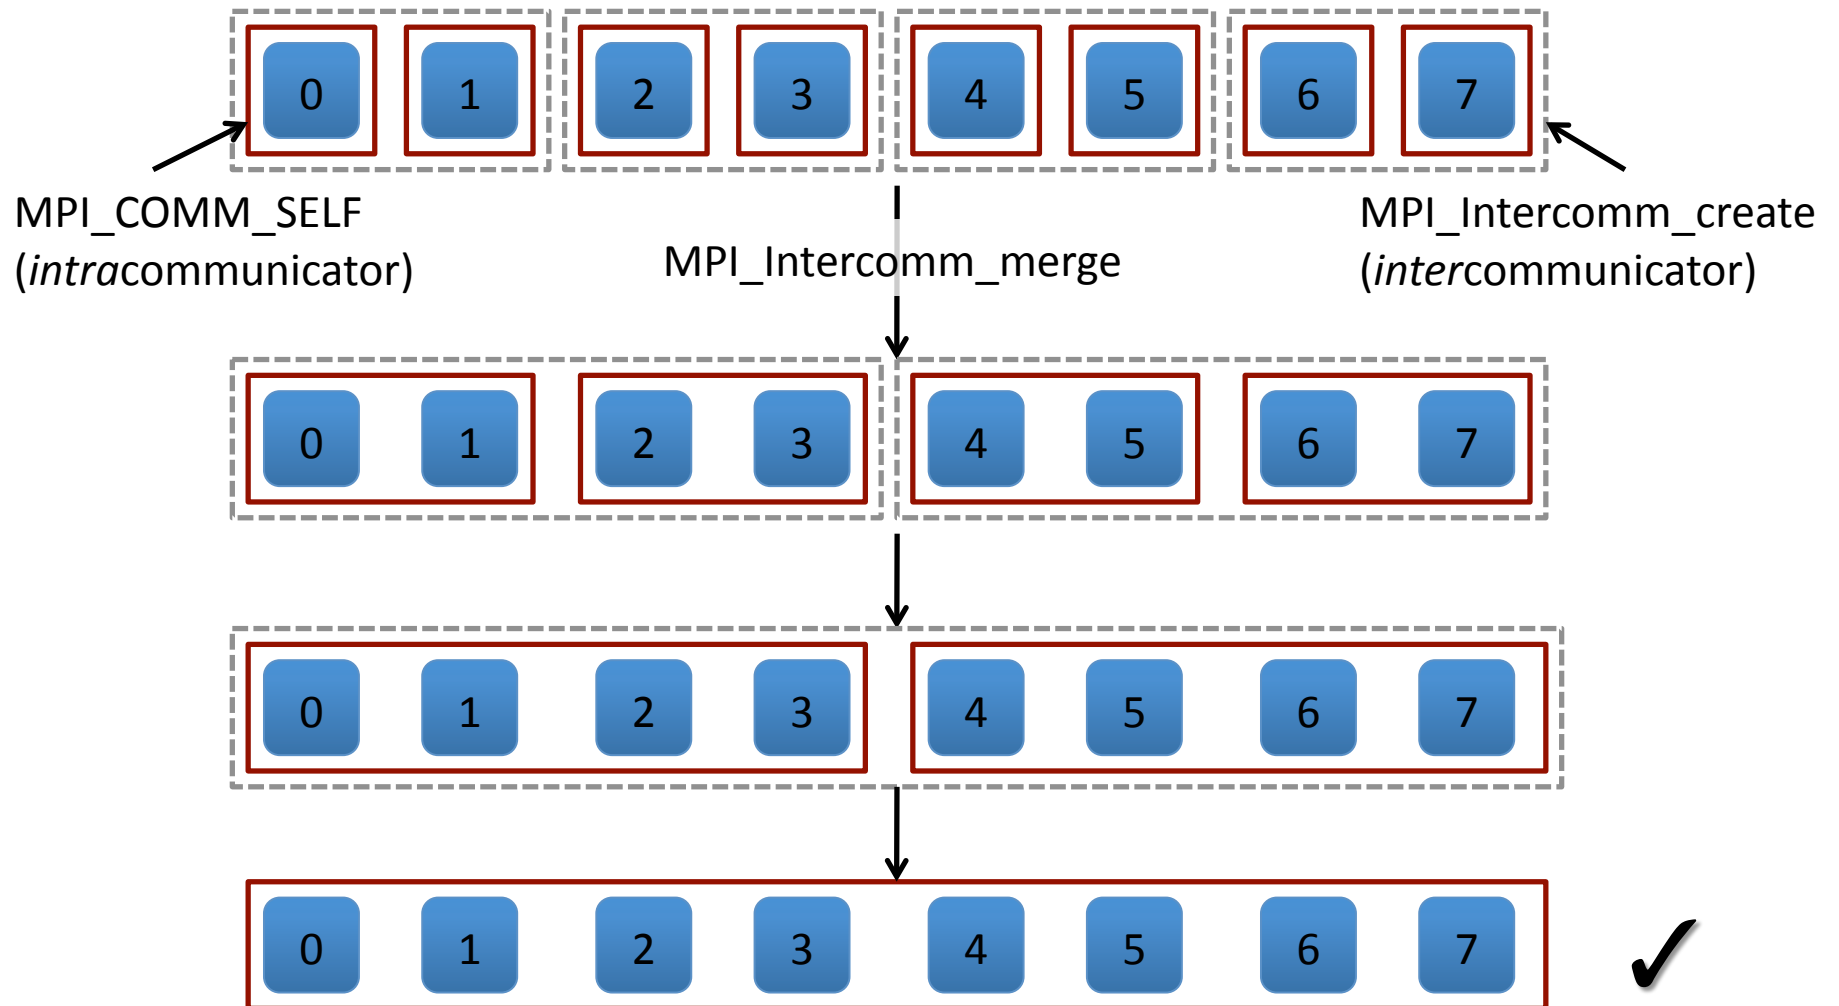 0 1 2 3 4 5 6 7
MPI_COMM_SELF
(intracommunicator)
MPI_Intercomm_merge
MPI_Intercomm_create
(intercommunicator)
0 1 2 3 4 5 6 7
0 1 2 3 4 5 6 7
0 1 2 3 4 5 6 7
✓